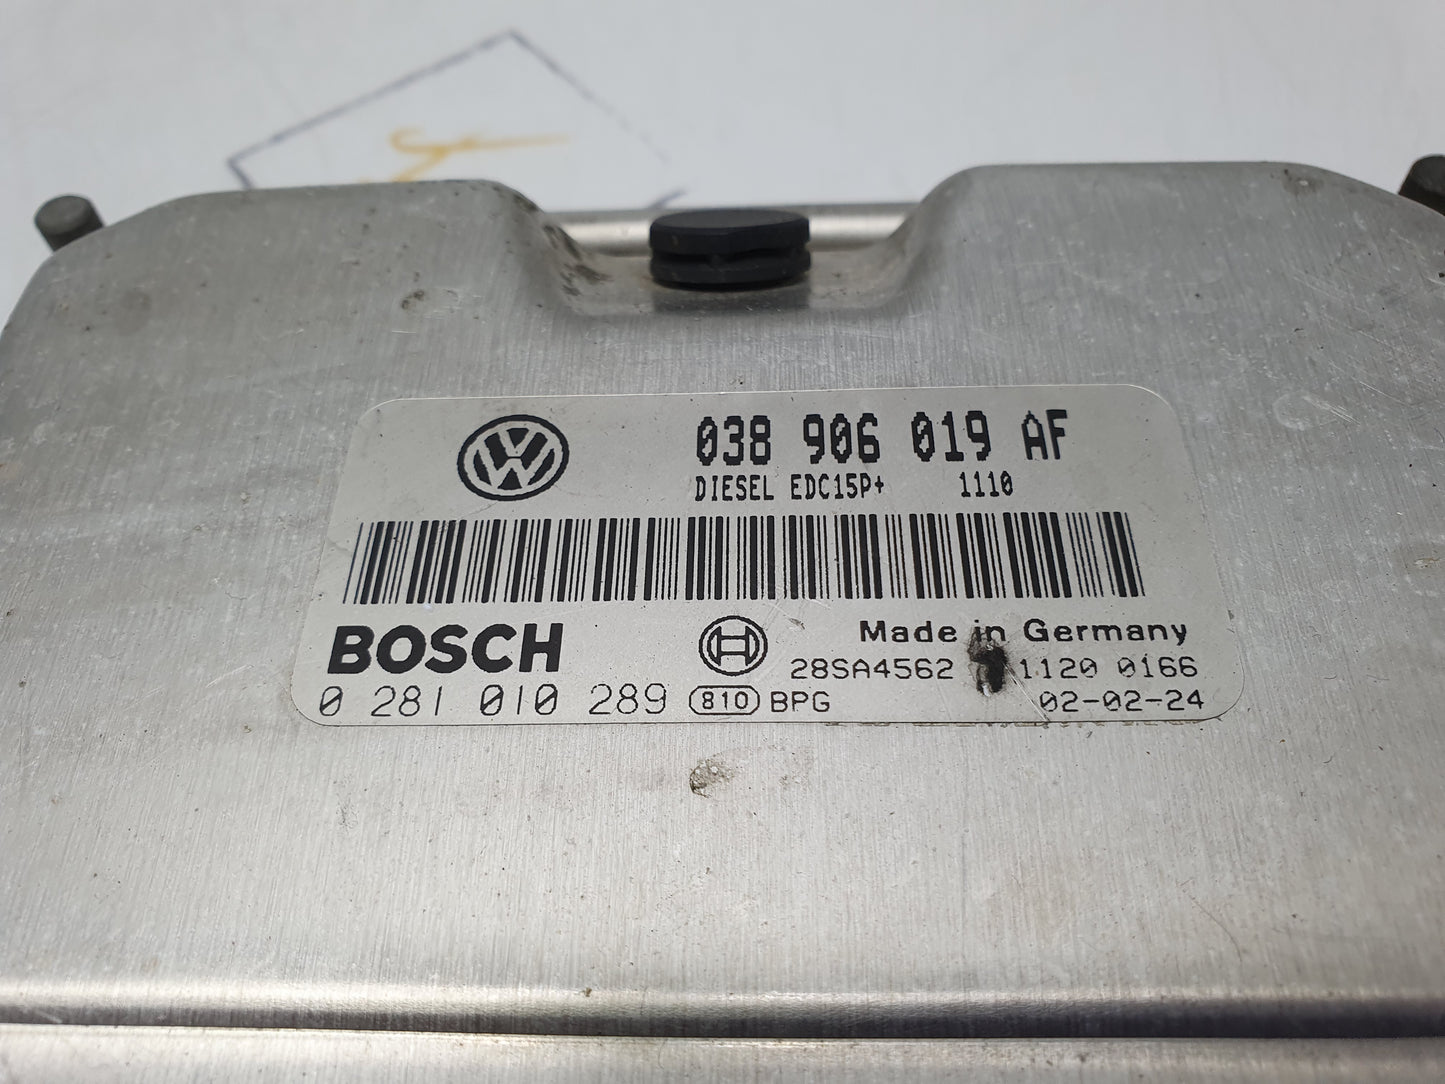 038 906 019 AF
DIESEL EDC15P+ 1110
BOSCH
Made in Germany
28SA4562 1120 0166
0 281 010 289 810 BPG 02-02-24